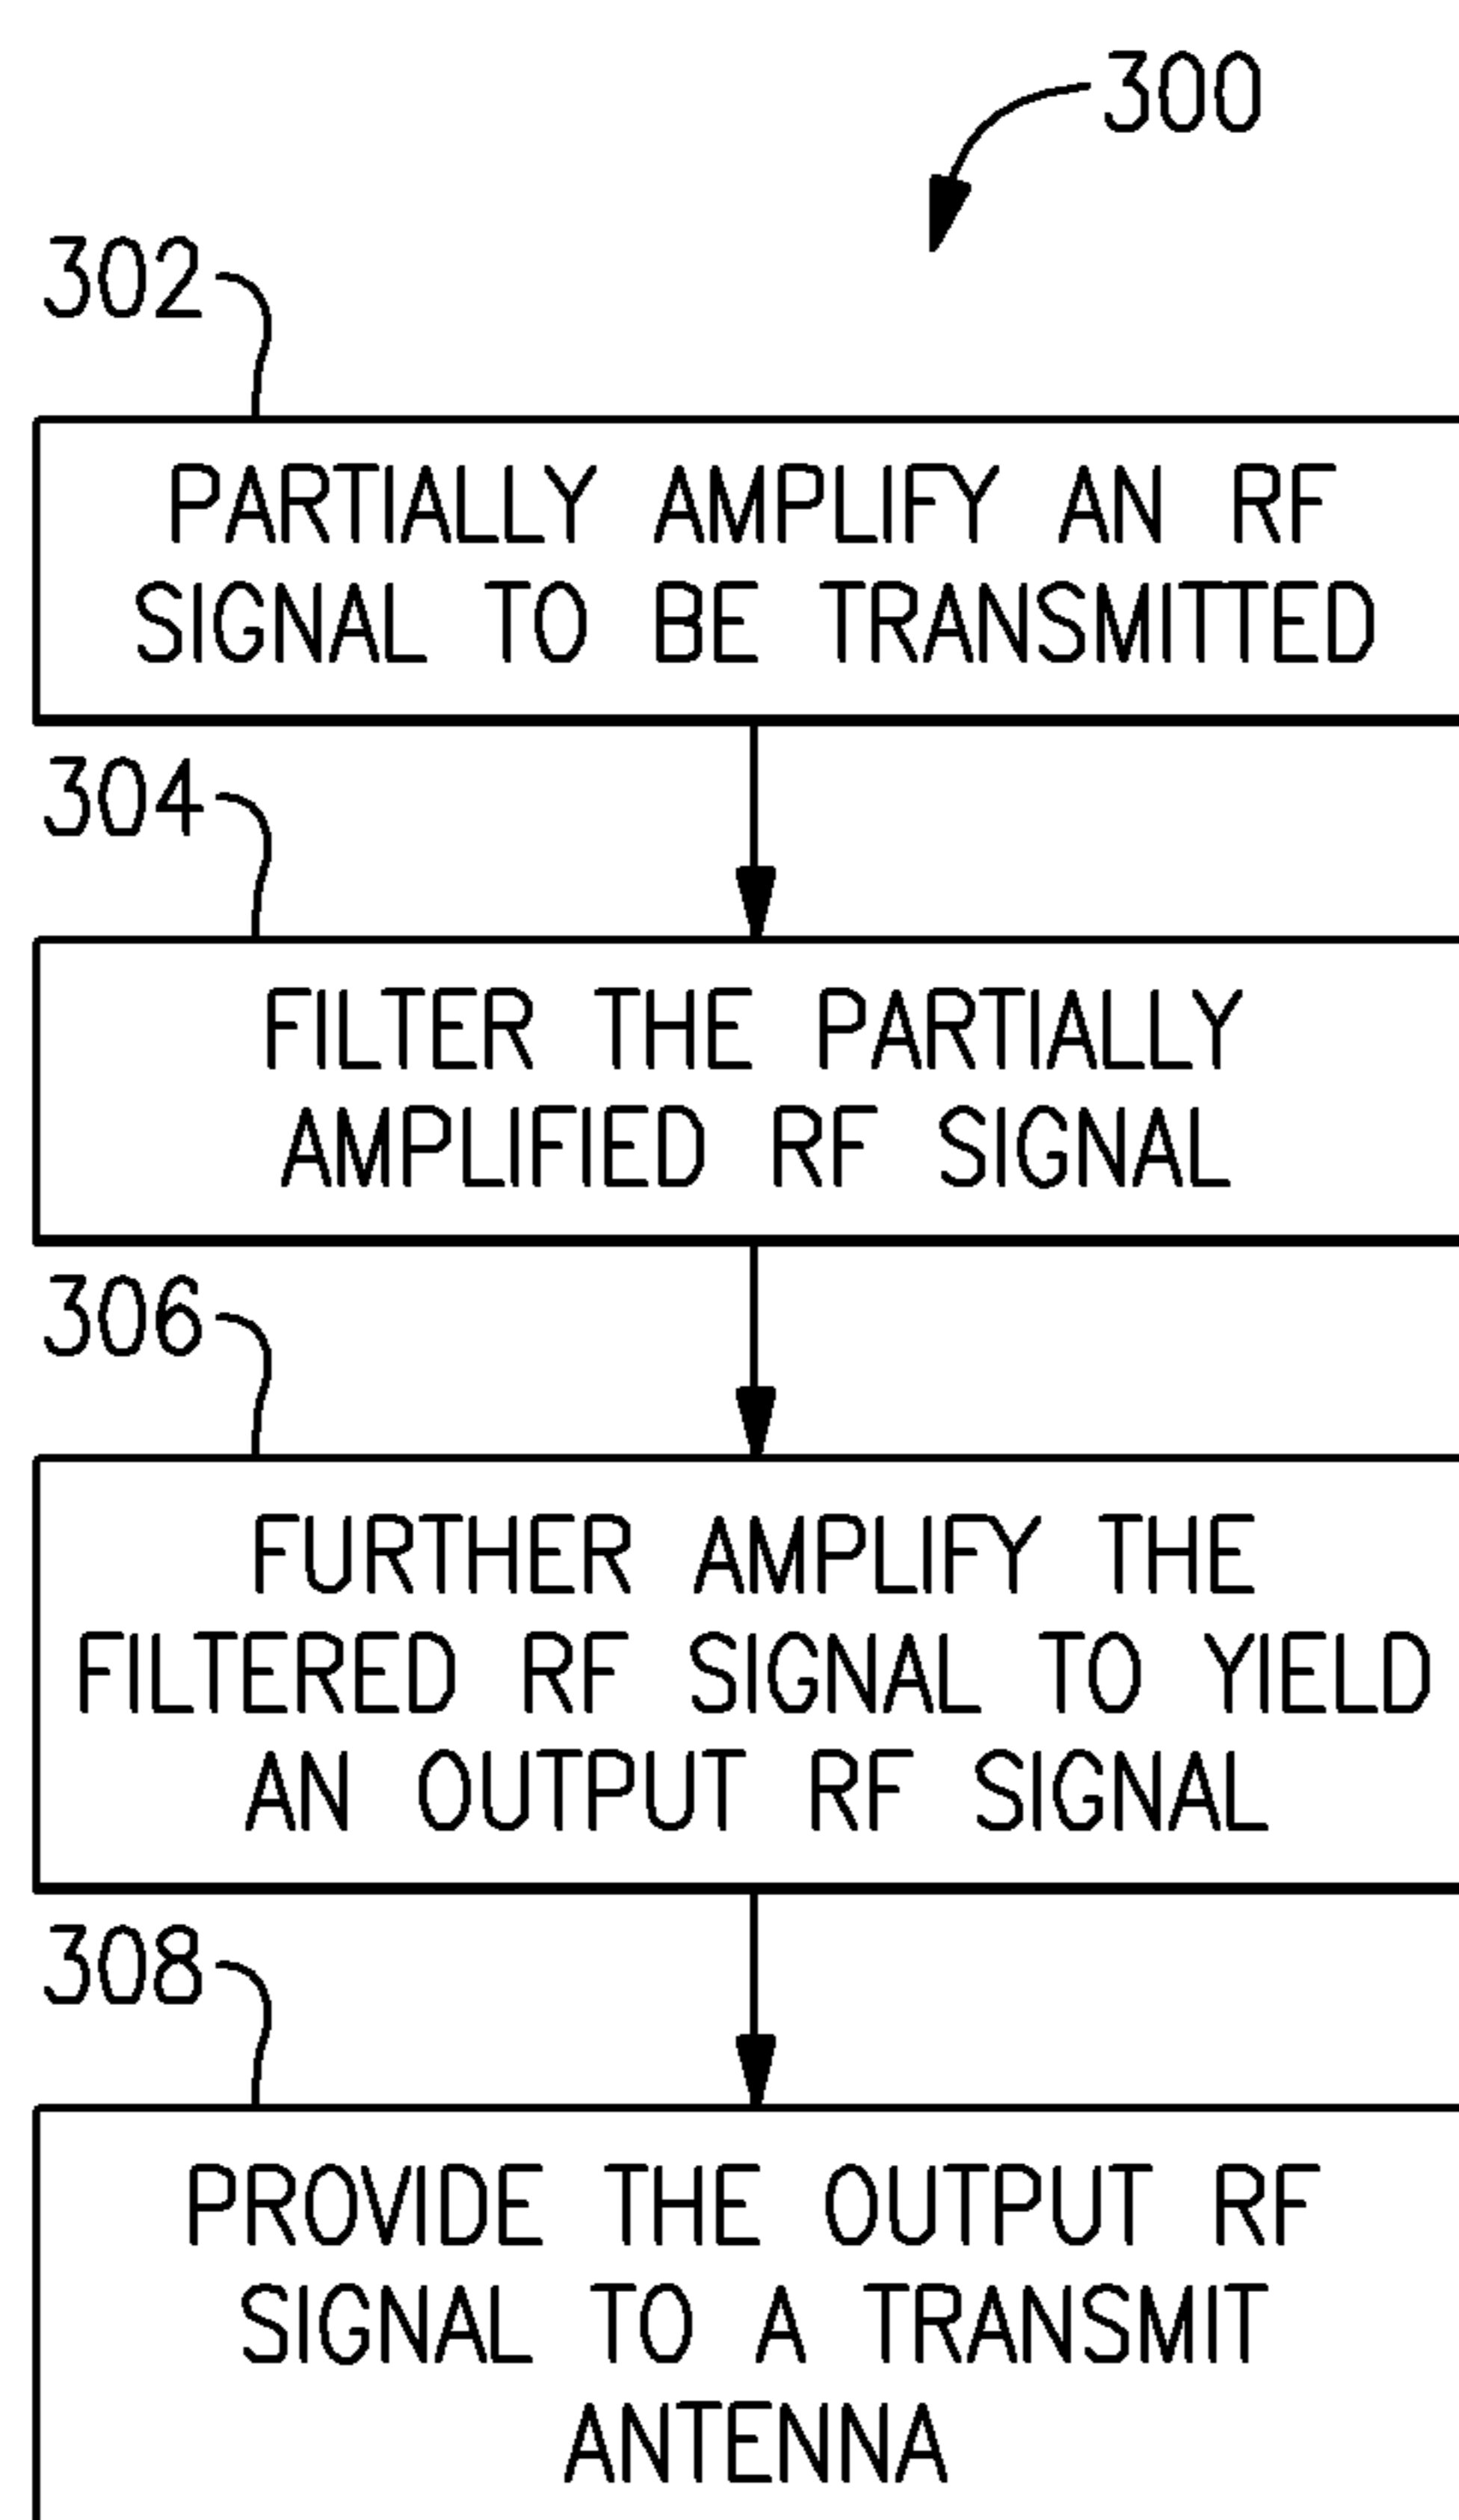 300
302
PARTIALLY AMPLIFY AN RF
SIGNAL TO BE TRANSMITTED
304
FILTER THE PARTIALLY
AMPLIFIED RF SIGNAL
306
FURTHER AMPLIFY THE
FILTERED RF SIGNAL TO YIELD
AN OUTPUT RF SIGNAL
308
PROVIDE THE OUTPUT RF
SIGNAL TO A TRANSMIT
ANTENNA